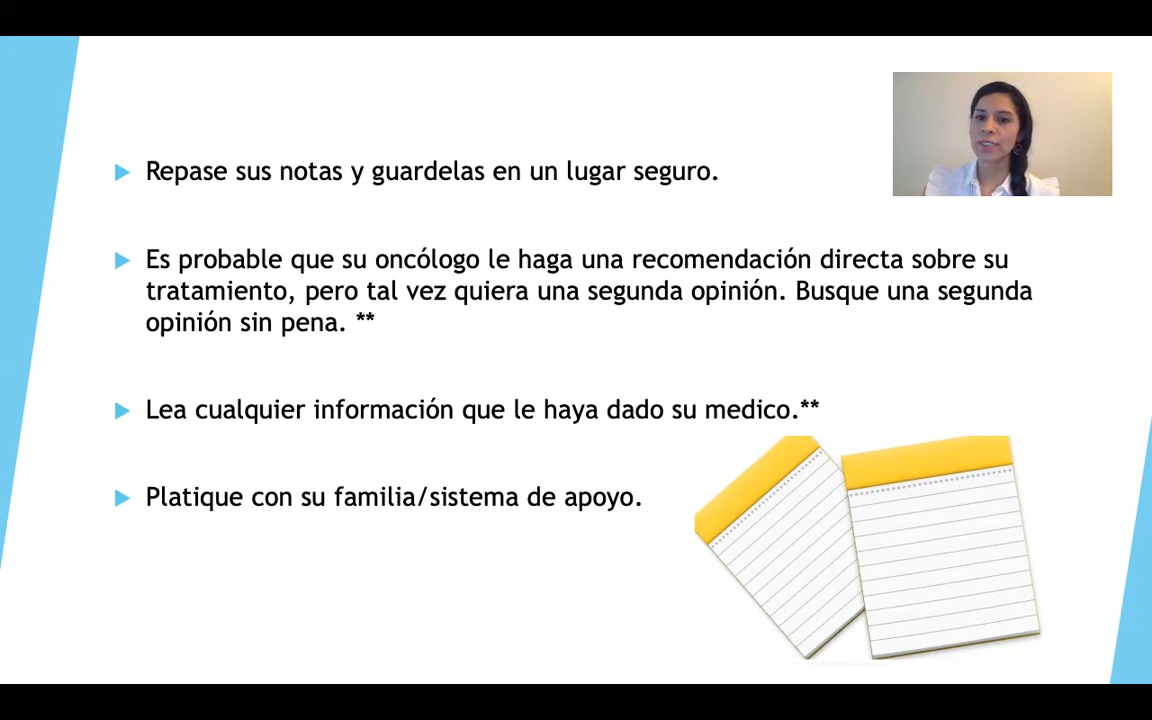 Repase sus notas y guardelas en un lugar seguro.
Es probable que su oncólogo le haga una recomendación directa sobre su
tratamiento, pero tal vez quiera una segunda opinión. Busque una segunda
opinión sin pena. **
Lea cualquier información que le haya dado su medico.**
Platique con su familia/sistema de apoyo.